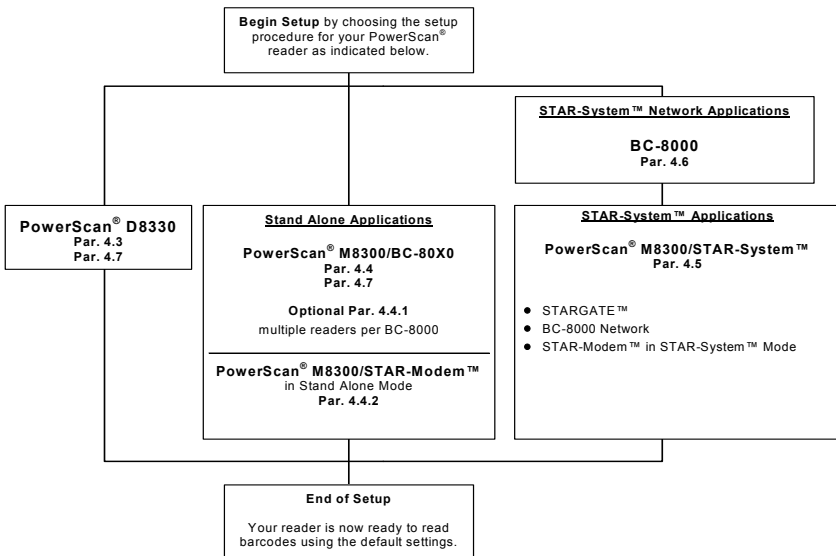 Begin Setup by choosing the setup
procedure for your PowerScan®
reader as indicated below.
STAR-System™ Network Applications
BC-8000
Par. 4.6
PowerScan® D8330
Par. 4.3
Par. 4.7
Stand Alone Applications
PowerScan® M8300/BC-80X0
Par. 4.4
Par. 4.7
Optional Par. 4.4.1
multiple readers per BC-8000
PowerScan® M8300/STAR-Modem™
in Stand Alone Mode
Par. 4.4.2
STAR-System™ Applications
PowerScan® M8300/STAR-System™
Par. 4.5
● STARGATE™
● BC-8000 Network
● STAR-Modem™ in STAR-System™ Mode
End of Setup
Your reader is now ready to read
barcodes using the default settings.